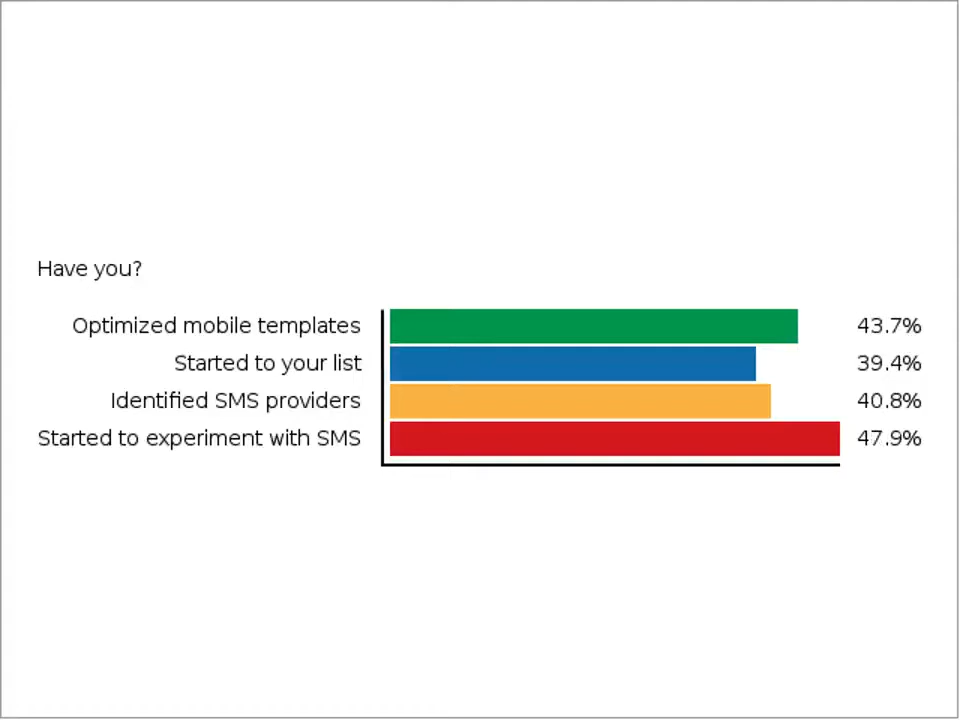 Have you?
Optimized mobile templates 43.7%
Started to your list 39.4%
Identified SMS providers 40.8%
Started to experiment with SMS 47.9%